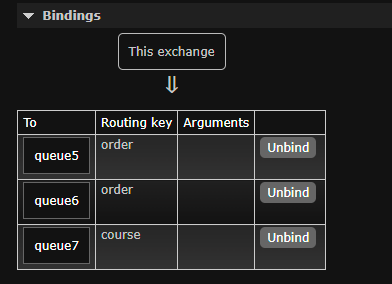 Bindings
This exchange
To Routing key Arguments
queue5 order Unbind
queue6 order Unbind
queue7 course Unbind